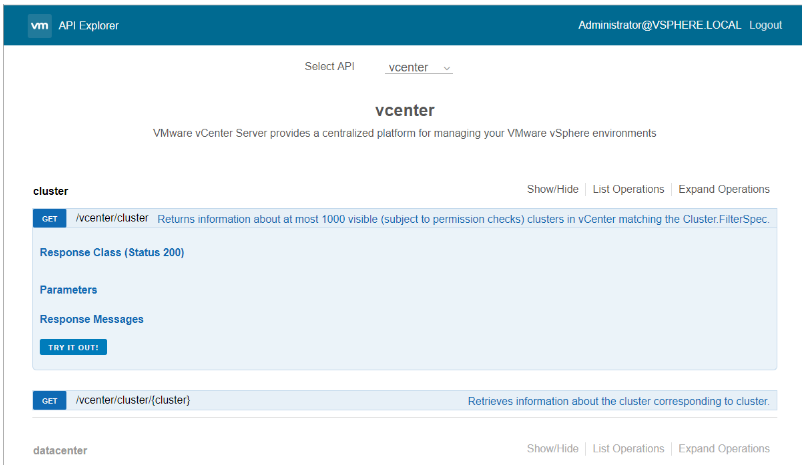 vm API Explorer Administrator@VSPHERE.LOCAL Logout
Select API vcenter
vcenter
VMware vCenter Server provides a centralized platform for managing your VMware vSphere environments
cluster Show/Hide List Operations Expand Operations
GET /vcenter/cluster Returns information about at most 1000 visible (subject to permission checks) clusters in vCenter matching the Cluster.FilterSpec.
Response Class (Status 200)
Parameters
Response Messages
TRY IT OUT!
GET /vcenter/cluster/{cluster} Retrieves information about the cluster corresponding to cluster.
datacenter Show/Hide List Operations Expand Operations